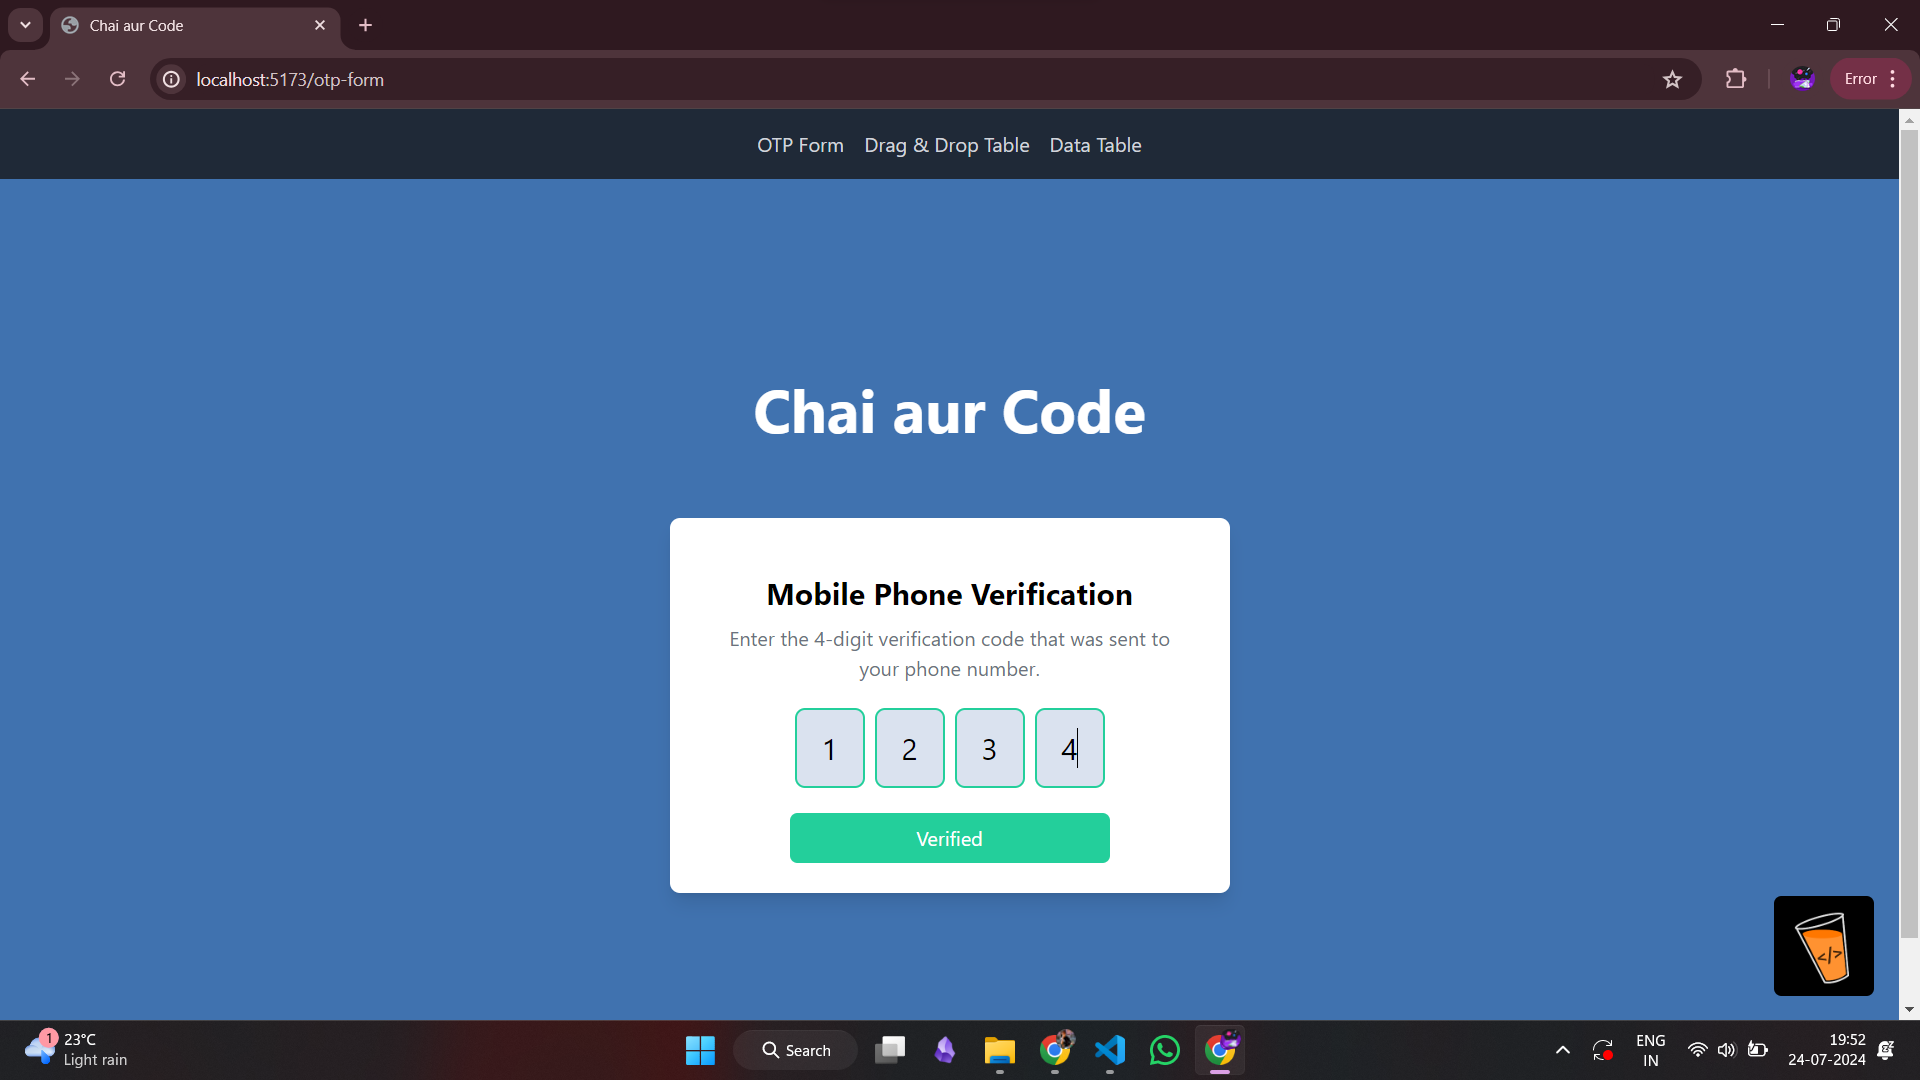 Chai aur Code
localhost:5173/otp-form
Error
OTP Form Drag & Drop Table Data Table
Chai aur Code
Mobile Phone Verification
Enter the 4-digit verification code that was sent to
your phone number.
1 2 3 4
Verified
</>
1
23°C
Light rain
Search
ENG
IN
19:52
24-07-2024